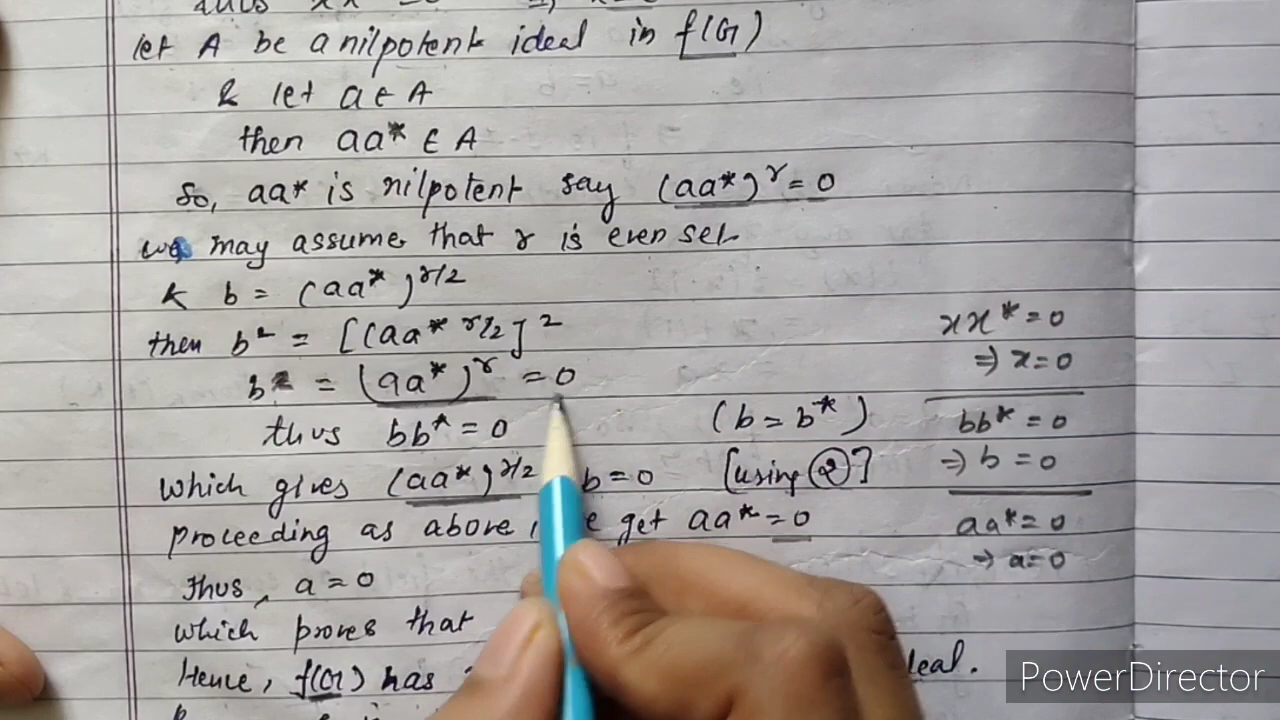 let A be a nilpotent ideal in f(G)
& let a ∈ A
then aa* ∈ A
So, aa* is nilpotent say (aa*)^r = 0
we may assume that r is even set
b = (aa*)^r/2
then b² = [(aa* r/2]²
b² = (aa*)^r = 0
thus bb* = 0 (b = b*)
which gives (aa*)^r/2 b = 0 [using ②]
proceeding as above, get aa* = 0
thus, a = 0
which proves that
Hence, f(G) has
xx* = 0
⇒ x = 0
bb* = 0
⇒ b = 0
aa* = 0
⇒ a = 0
PowerDirector